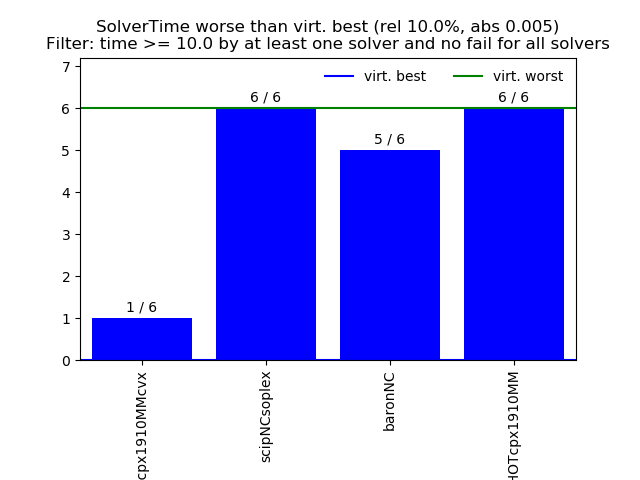 SolverTime worse than virt. best (rel 10.0%, abs 0.005)
Filter: time >= 10.0 by at least one solver and no fail for all solvers
7
6
5
4
3
2
1
0
virt. best
virt. worst
1 / 6
6 / 6
5 / 6
6 / 6
cpx1910MMcvx
scipNCsoplex
baronNC
HOTcpx1910MM